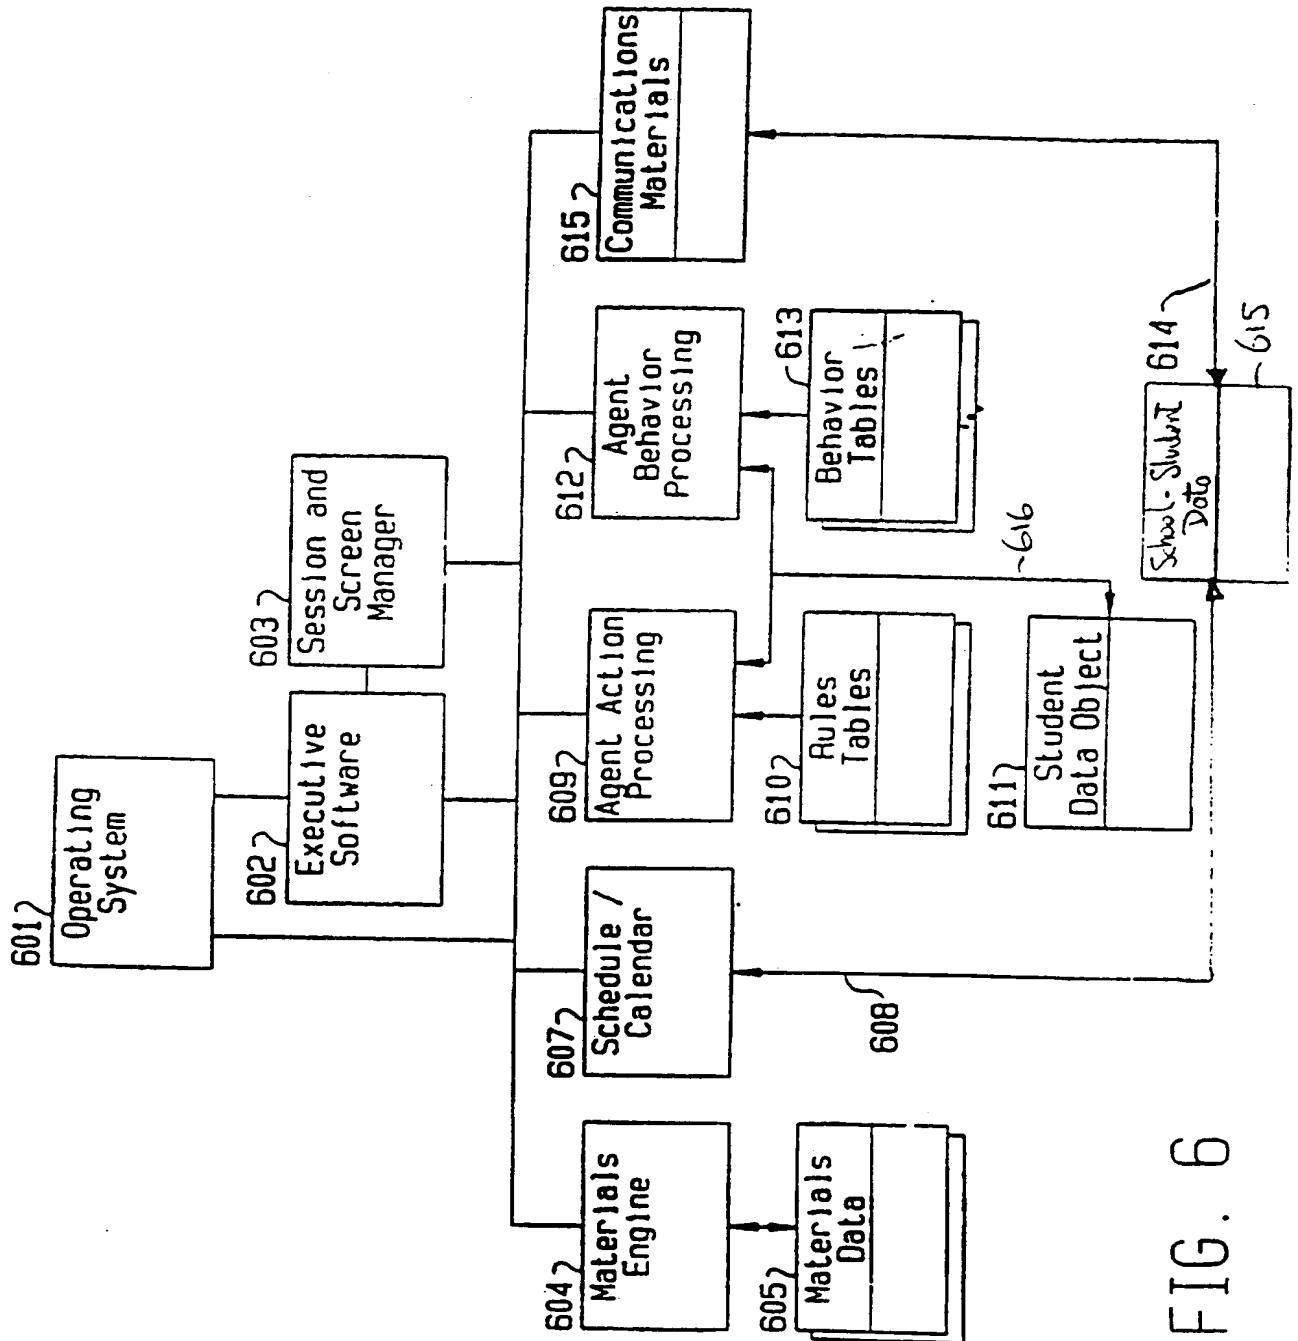 601
Operating
System
602
Executive
Software
603
Session and
Screen
Manager
604
Materials
Engine
607
Schedule /
Calendar
609
Agent Action
Processing
612
Agent
Behavior
Processing
615
Communications
Materials
605
Materials
Data
608
610
Rules
Tables
613
Behavior
Tables
611
Student
Data Object
~616
614
School-Student
Data
615
FIG. 6